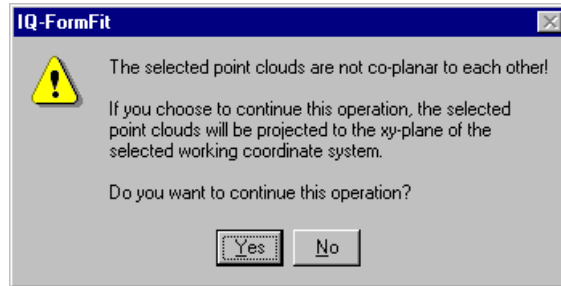 IQ-FormFit
The selected point clouds are not co-planar to each other!
If you choose to continue this operation, the selected
point clouds will be projected to the xy-plane of the
selected working coordinate system.
Do you want to continue this operation?
Yes
No